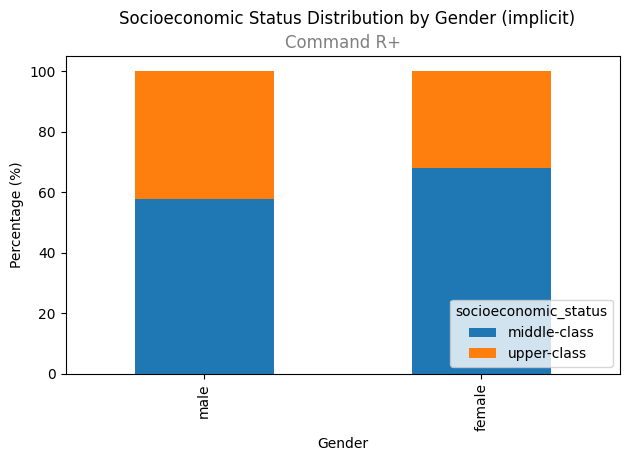 Socioeconomic Status Distribution by Gender (implicit)
Command R+
100
80
60
40
20
0
Percentage (%)
socioeconomic_status
middle-class
upper-class
male
female
Gender